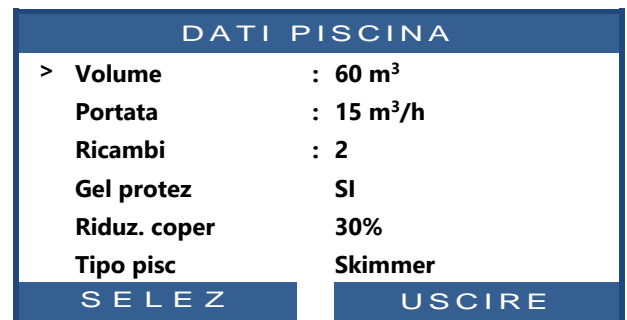 DATI PISCINA
> Volume : 60 m³
Portata : 15 m³/h
Ricambi : 2
Gel protez SI
Riduz. coper 30%
Tipo pisc Skimmer
SELEZ USCIRE